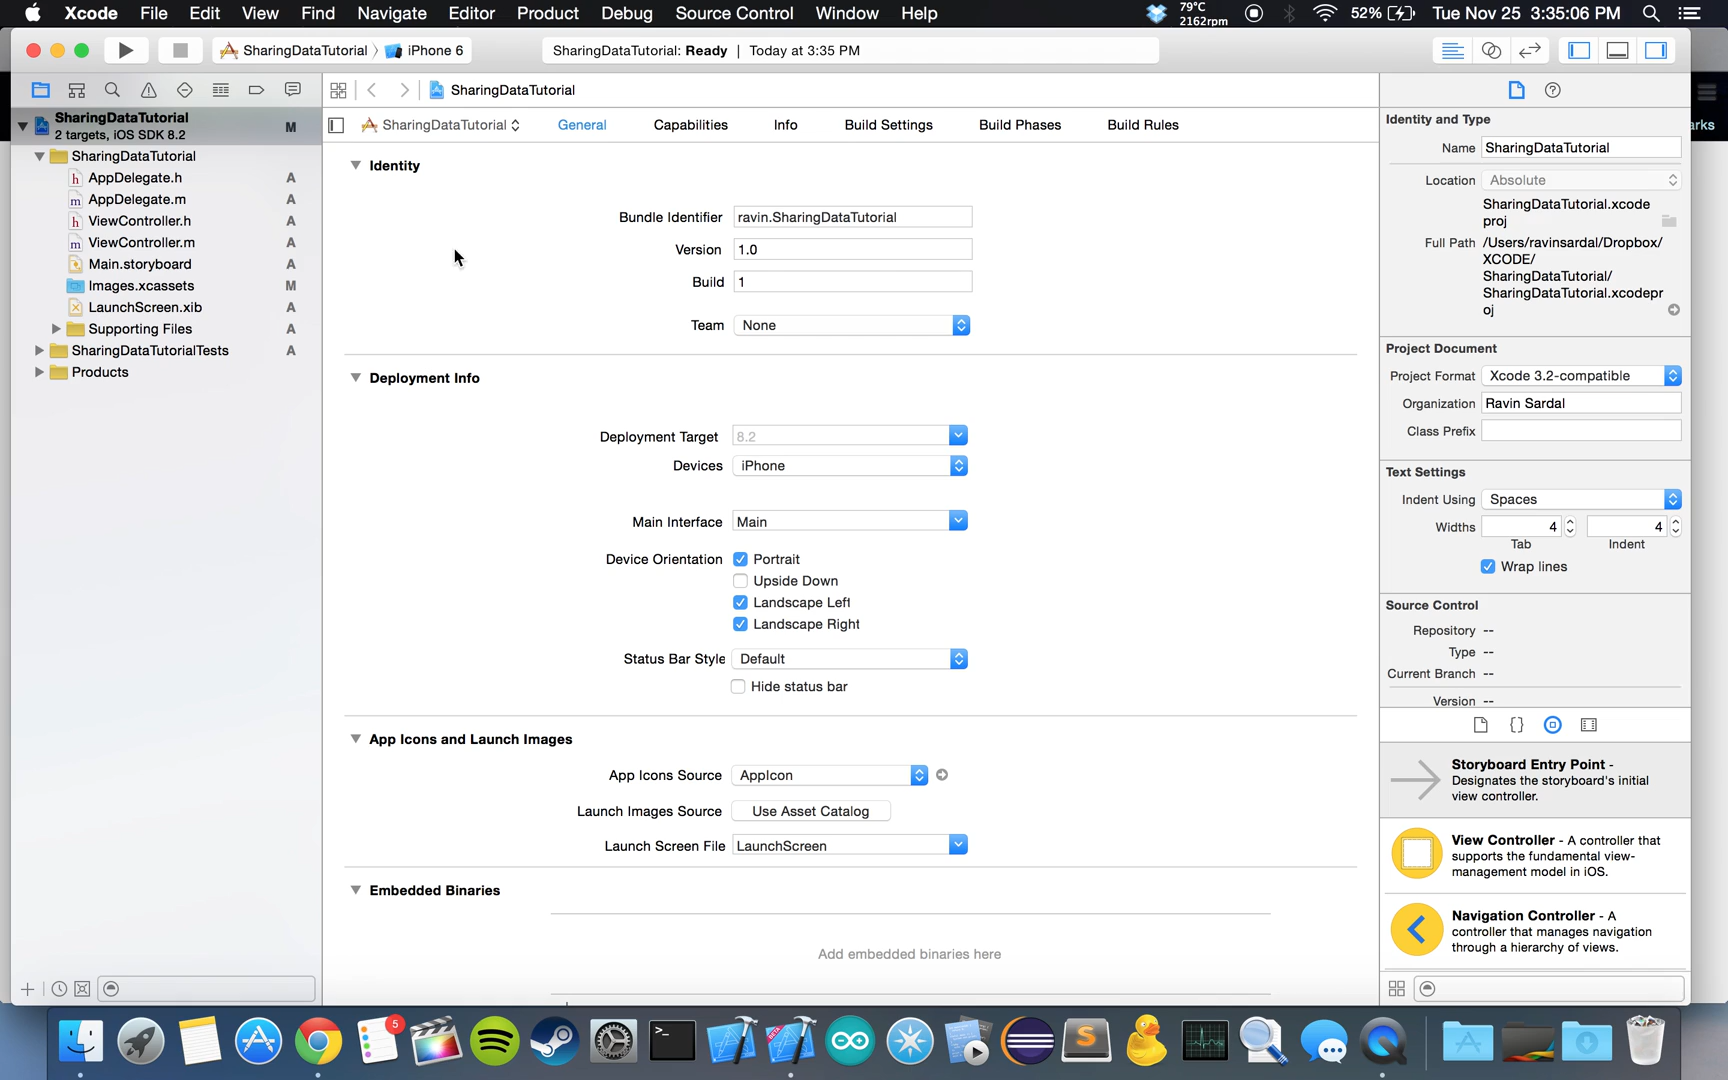 Xcode File Edit View Find Navigate Editor Product Debug Source Control Window Help
79°C
2162rpm
52% Tue Nov 25 3:35:06 PM
SharingDataTutorial iPhone 6
SharingDataTutorial: Ready | Today at 3:35 PM
SharingDataTutorial
2 targets, iOS SDK 8.2
M
SharingDataTutorial
AppDelegate.h A
AppDelegate.m A
ViewController.h A
ViewController.m A
Main.storyboard A
Images.xcassets M
LaunchScreen.xib A
Supporting Files A
SharingDataTutorialTests A
Products
SharingDataTutorial
SharingDataTutorial General Capabilities Info Build Settings Build Phases Build Rules
Identity
Bundle Identifier ravin.SharingDataTutorial
Version 1.0
Build 1
Team None
Deployment Info
Deployment Target 8.2
Devices iPhone
Main Interface Main
Device Orientation Portrait
Upside Down
Landscape Left
Landscape Right
Status Bar Style Default
Hide status bar
App Icons and Launch Images
App Icons Source AppIcon
Launch Images Source Use Asset Catalog
Launch Screen File LaunchScreen
Embedded Binaries
Add embedded binaries here
Identity and Type
Name SharingDataTutorial
Location Absolute
SharingDataTutorial.xcode
proj
Full Path /Users/ravinsardal/Dropbox/
XCODE/
SharingDataTutorial/
SharingDataTutorial.xcodepr
oj
Project Document
Project Format Xcode 3.2-compatible
Organization Ravin Sardal
Class Prefix
Text Settings
Indent Using Spaces
Widths 4 4
Tab Indent
Wrap lines
Source Control
Repository --
Type --
Current Branch --
Version --
Storyboard Entry Point -
Designates the storyboard's initial
view controller.
View Controller - A controller that
supports the fundamental view-
management model in iOS.
Navigation Controller - A
controller that manages navigation
through a hierarchy of views.
arks
5